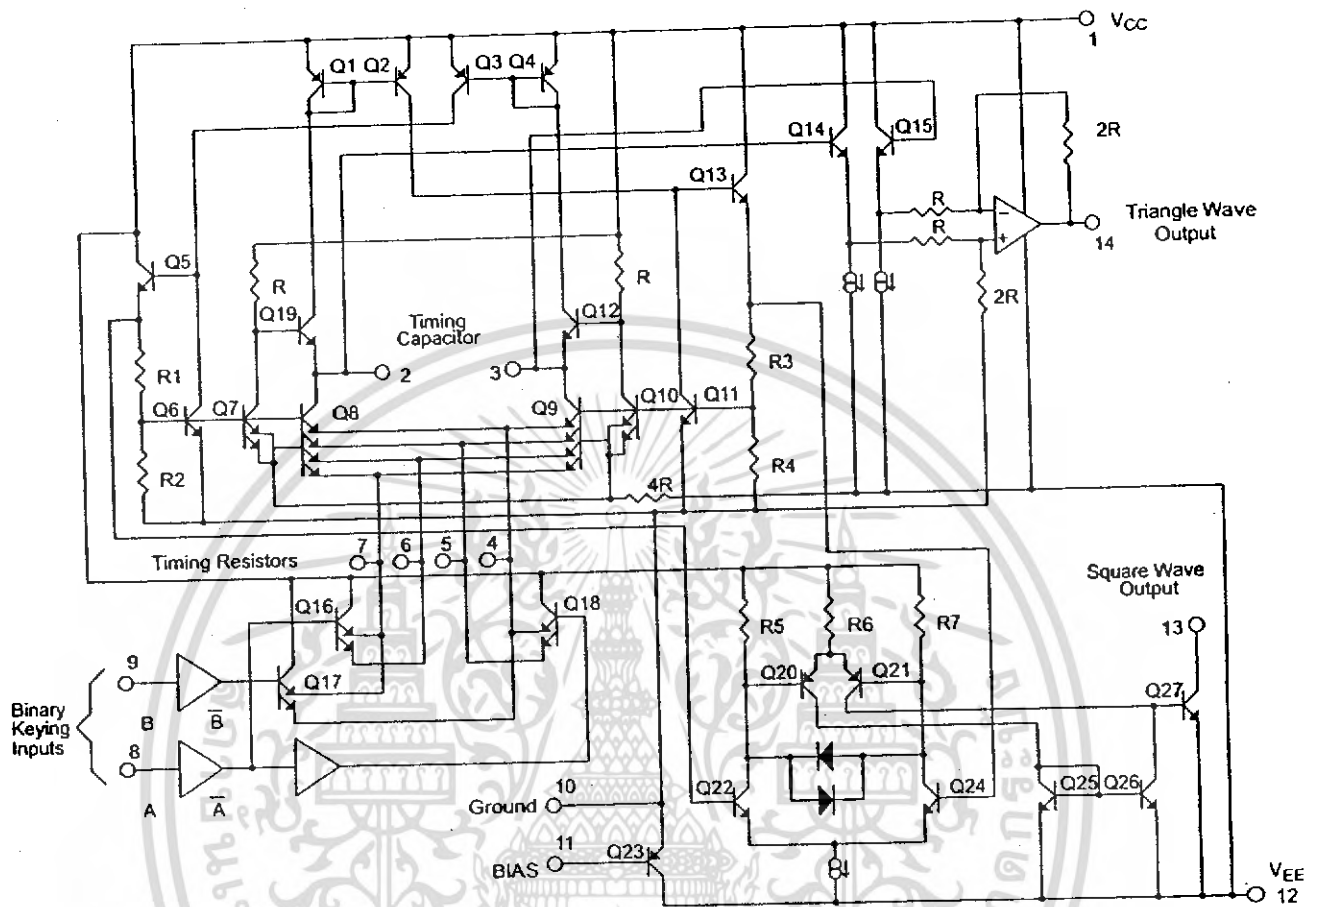 VCC
1
Q1 Q2 Q3 Q4
Q14 Q15
2R
Q13
R
R
Triangle Wave
Output
14
2R
Q5
R
R
Q19
Q12
Timing
Capacitor
2
3
R1
R3
Q6
Q7
Q8
Q9
Q10
Q11
R2
R4
4R
Timing Resistors
7
6
5
4
Q16
Q18
R5
R6
R7
Square Wave
Output
13
9
Q17
Q20
Q21
Q27
Binary
Keying
Inputs
B
B̅
8
A
A̅
10
Ground
Q22
Q24
Q25
Q26
11
BIAS
Q23
VEE
12